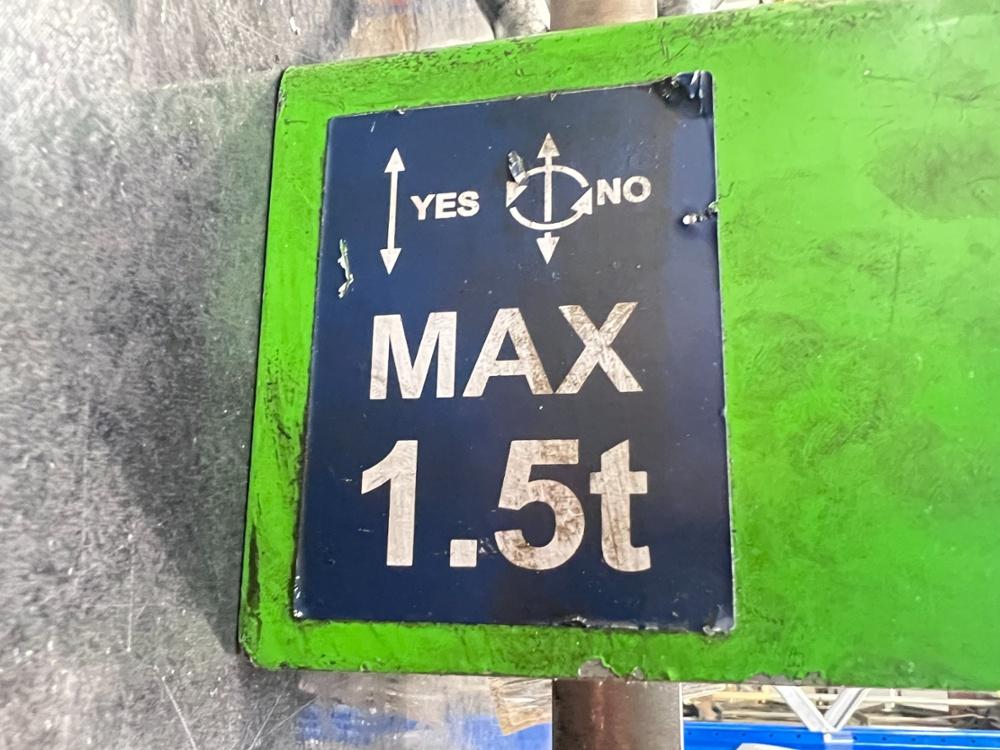 YES NO
MAX
1.5t